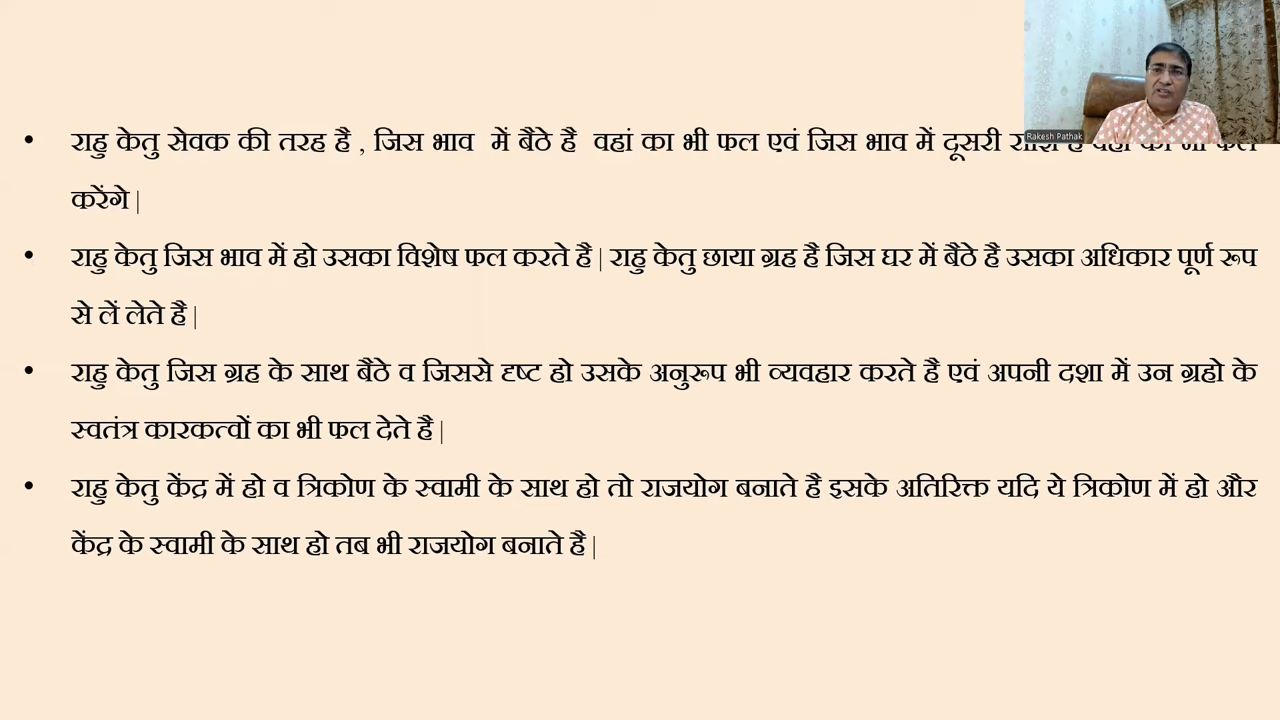 Rakesh Pathak
• राहु केतु सेवक की तरह है , जिस भाव में बैठे है वहां का भी फल एवं जिस भाव में दूसरी
करेंगे |
• राहु केतु जिस भाव में हो उसका विशेष फल करते है | राहु केतु छाया ग्रह है जिस घर में बैठे है उसका अधिकार पूर्ण रूप
से लें लेते है |
• राहु केतु जिस ग्रह के साथ बैठे व जिससे दृष्ट हो उसके अनुरूप भी व्यवहार करते है एवं अपनी दशा में उन ग्रहो के
स्वतंत्र कारकत्वों का भी फल देते है |
• राहु केतु केंद्र में हो व त्रिकोण के स्वामी के साथ हो तो राजयोग बनाते है इसके अतिरिक्त यदि ये त्रिकोण में हो और
केंद्र के स्वामी के साथ हो तब भी राजयोग बनाते है |